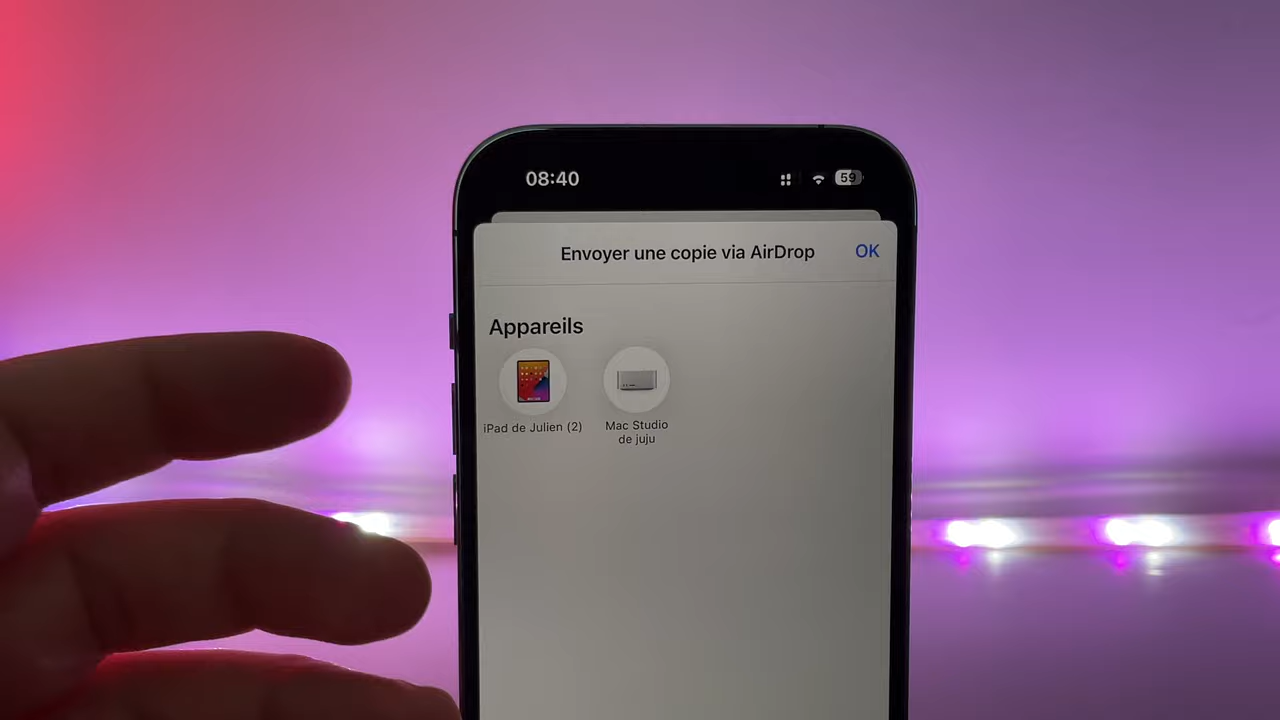 08:40
59
Envoyer une copie via AirDrop
OK
Appareils
iPad de Julien (2)
Mac Studio
de juju